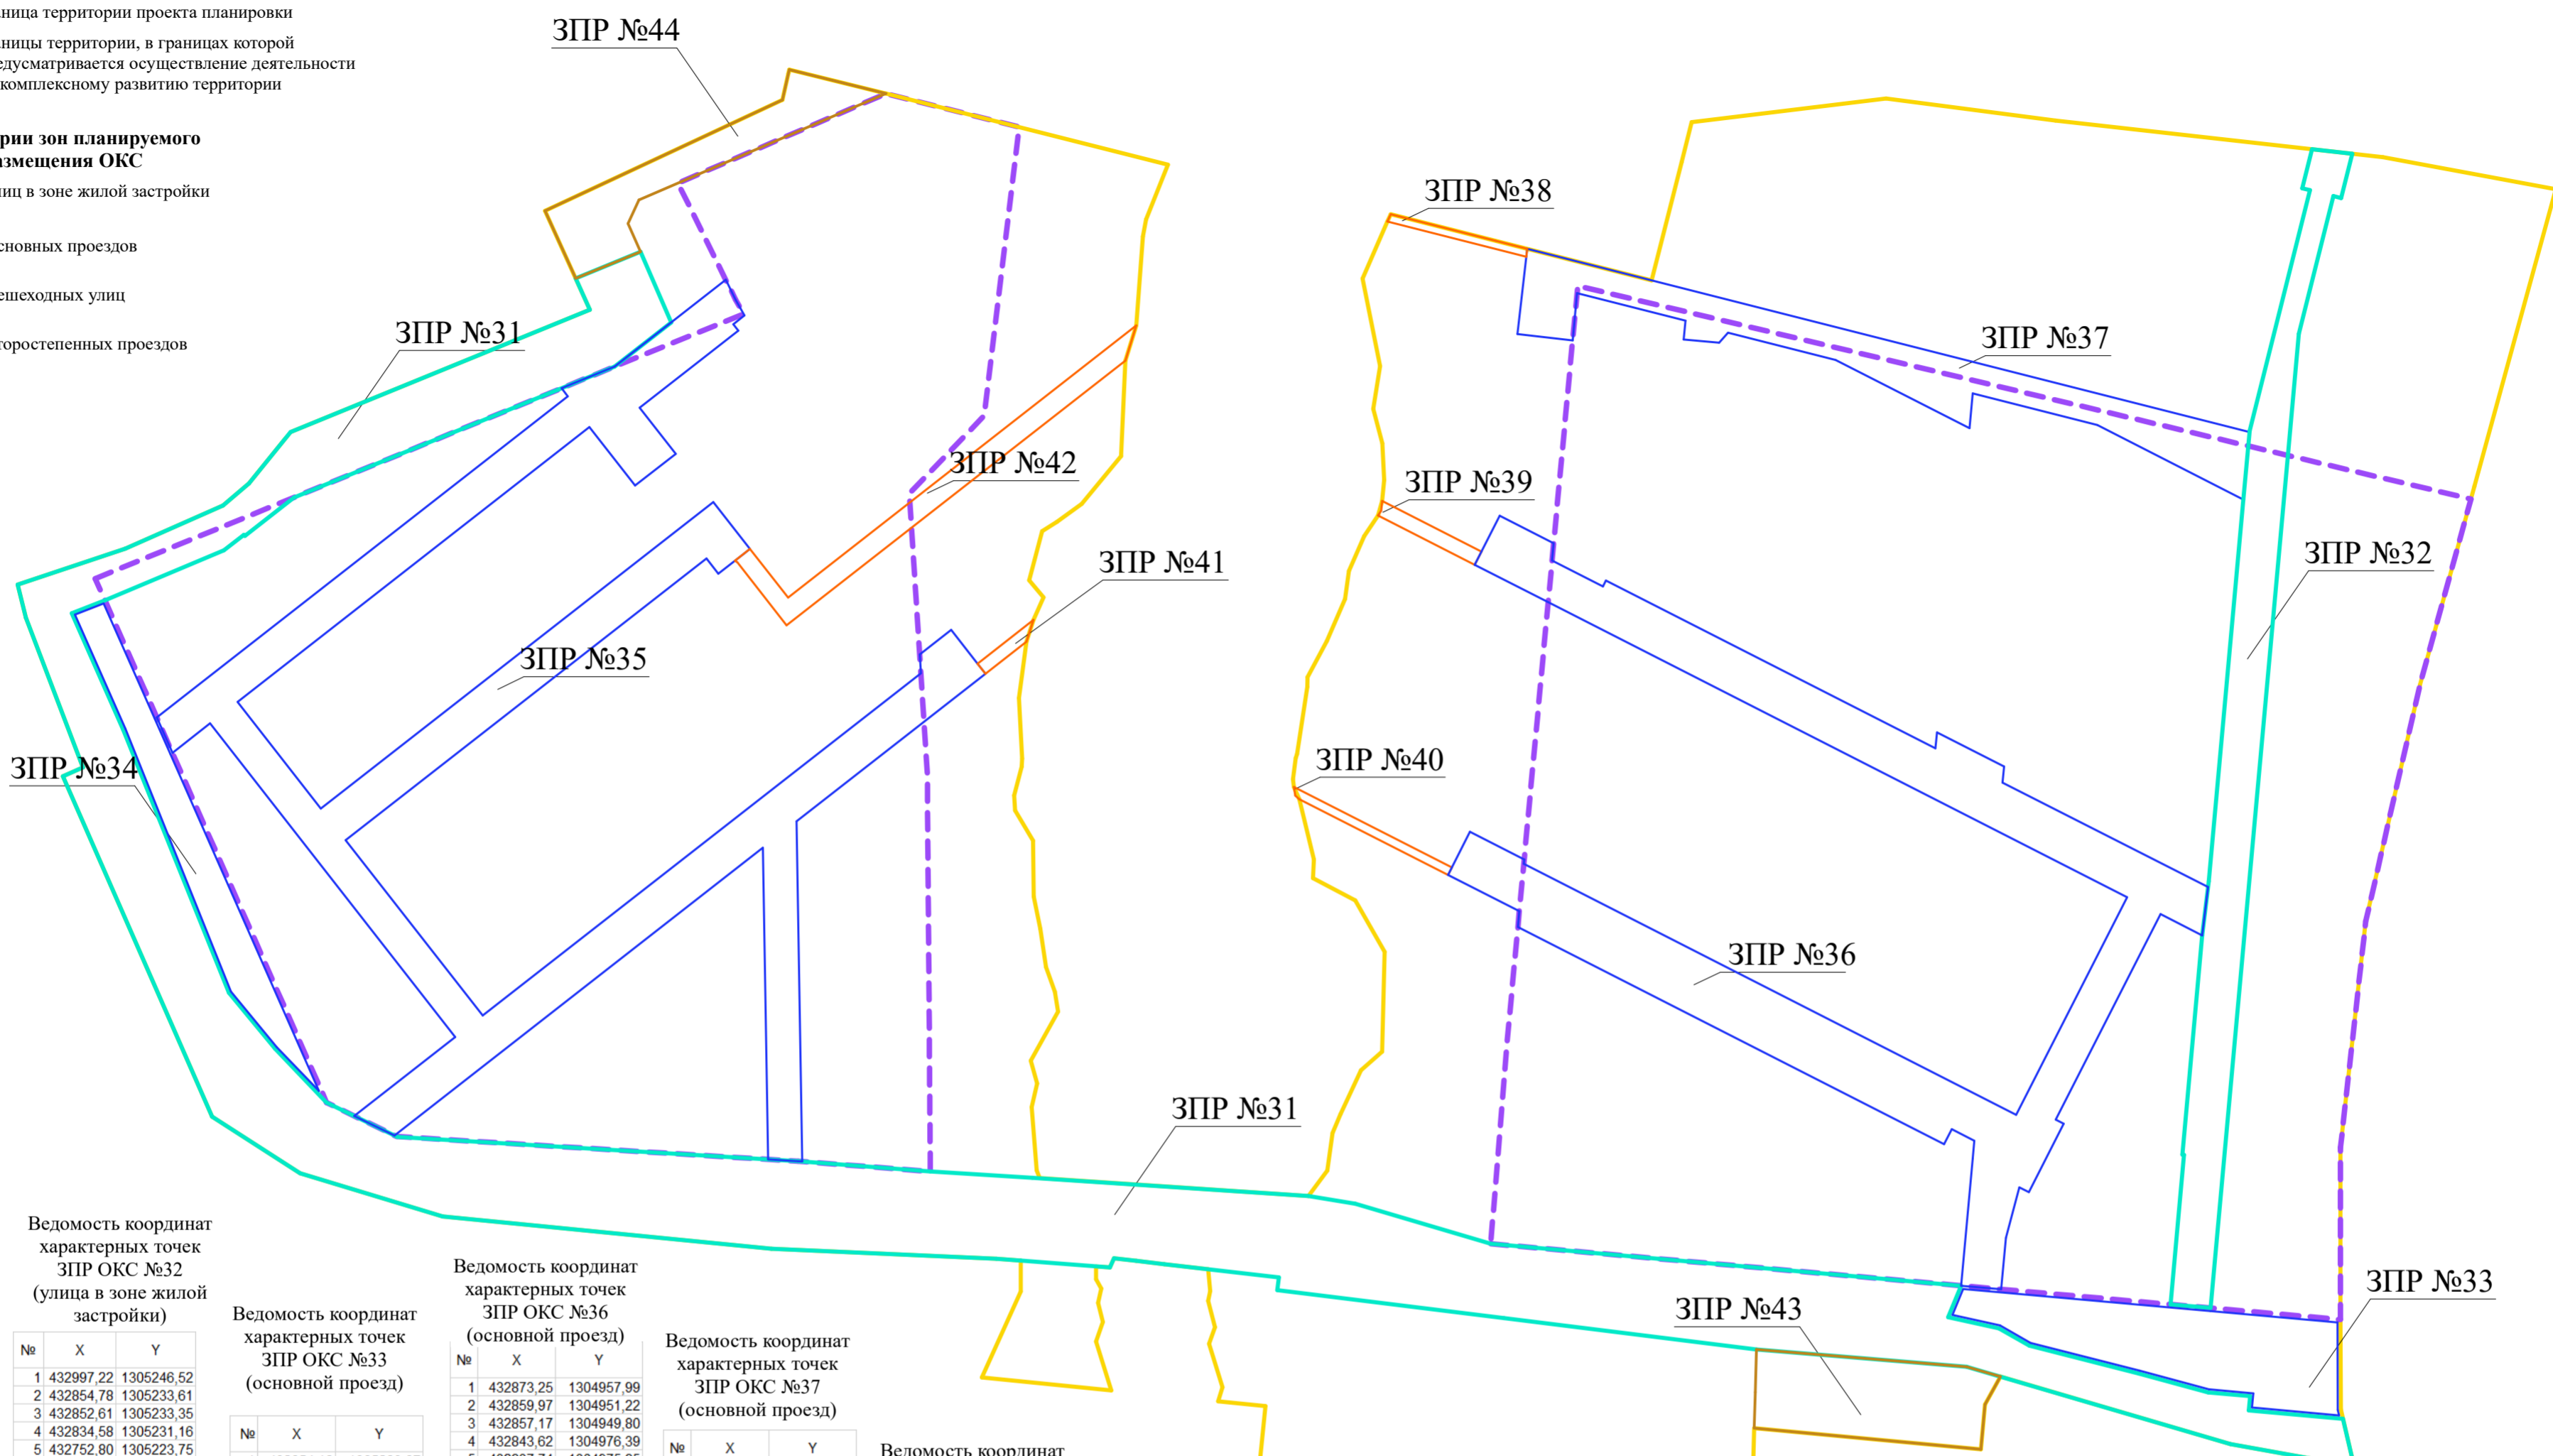 ница территории проекта планировки
ницы территории, в границах которой
едусматривается осуществление деятельности
комплексному развитию территории
рии зон планируемого
азмещения ОКС
лиц в зоне жилой застройки
сновных проездов
ешеходных улиц
торостепенных проездов
ЗПР №44
ЗПР №31
ЗПР №38
ЗПР №37
ЗПР №42
ЗПР №39
ЗПР №41
ЗПР №32
ЗПР №35
ЗПР №34
ЗПР №40
ЗПР №36
ЗПР №31
ЗПР №33
ЗПР №43
Ведомость координат
характерных точек
ЗПР ОКС №32
(улица в зоне жилой
застройки)
№ X Y
1 432997,22 1305246,52
2 432854,78 1305233,61
3 432852,61 1305233,35
4 432834,58 1305231,16
5 432752,80 1305223,75
Ведомость координат
характерных точек
ЗПР ОКС №33
(основной проезд)
№ X Y
Ведомость координат
характерных точек
ЗПР ОКС №36
(основной проезд)
№ X Y
1 432873,25 1304957,99
2 432859,97 1304951,22
3 432857,17 1304949,80
4 432843,62 1304976,39
Ведомость координат
характерных точек
ЗПР ОКС №37
(основной проезд)
№ X Y
Ведомость координат